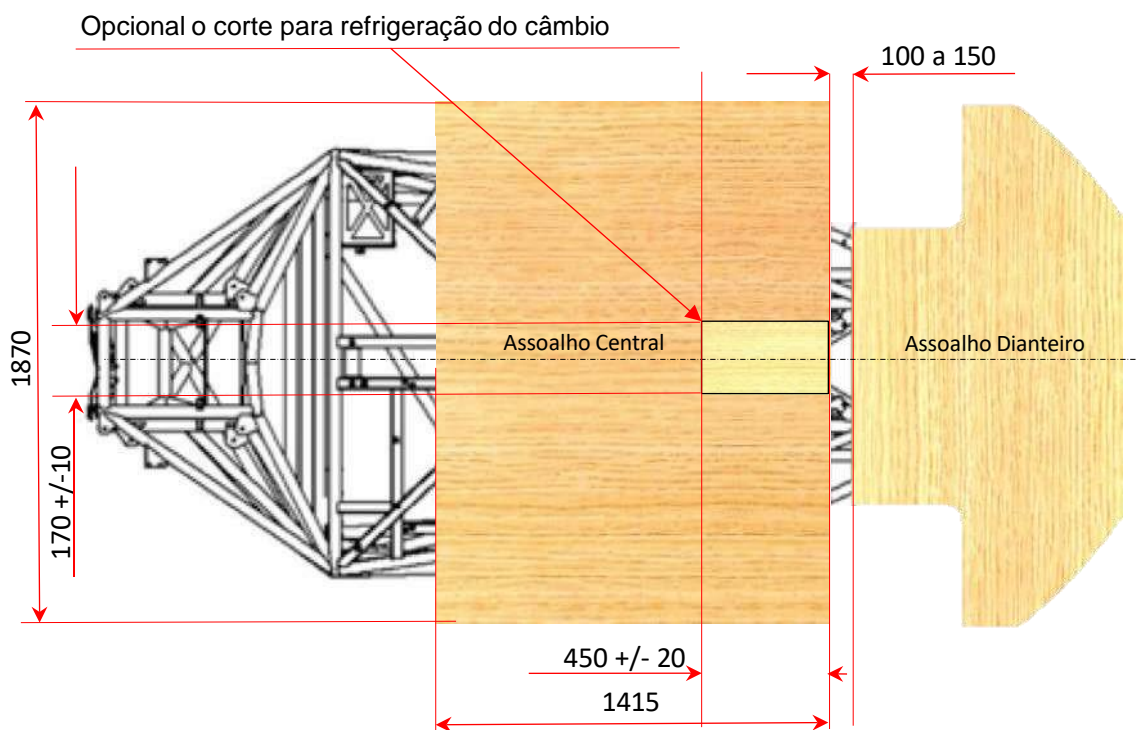 Opcional o corte para refrigeração do câmbio
100 a 150
1870
170 +/-10
Assoalho Central
Assoalho Dianteiro
450 +/- 20
1415